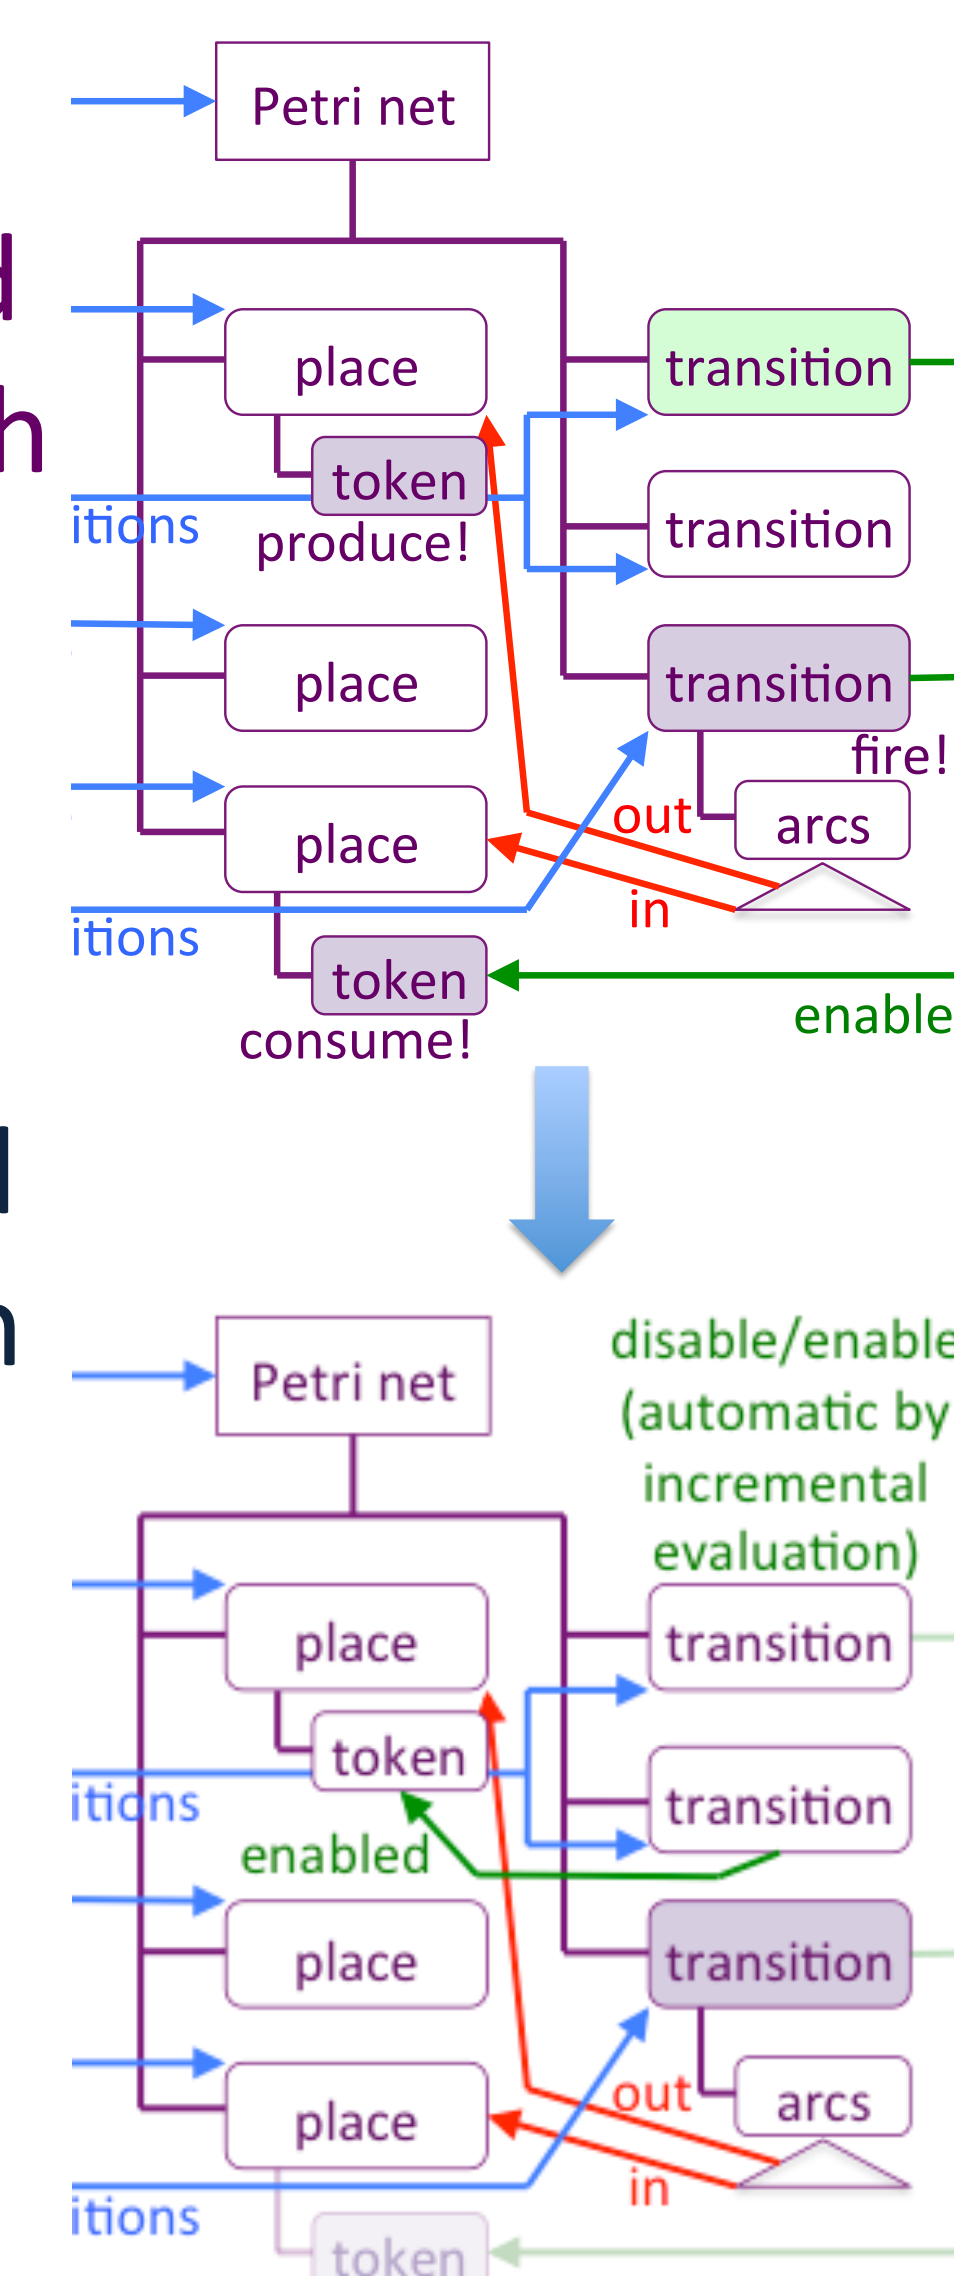 Petri net
d
place
transition
h
token
itions
produce!
transition
place
transition
fire!
out
arcs
place
in
itions
token
enable
consume!
d
n
Petri net
disable/enable
(automatic by
incremental
evaluation)
place
transition
token
itions
transition
enabled
place
transition
out
arcs
place
in
itions
token